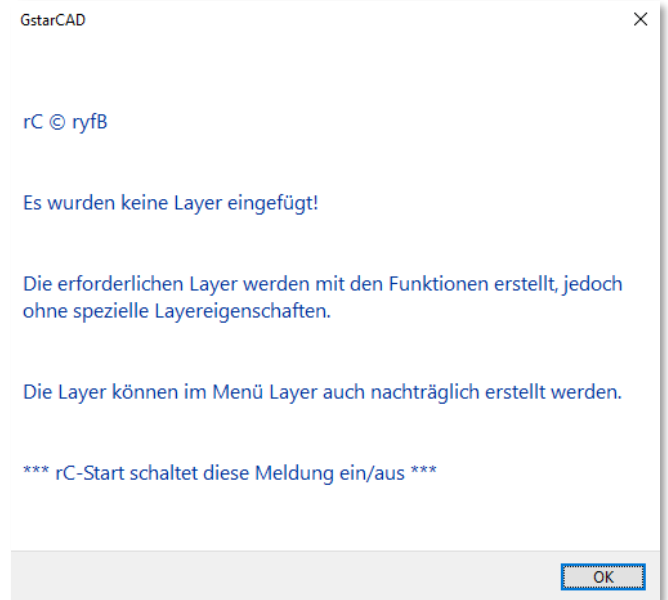 GstarCAD
rC © ryfB
Es wurden keine Layer eingefügt!
Die erforderlichen Layer werden mit den Funktionen erstellt, jedoch
ohne spezielle Layereigenschaften.
Die Layer können im Menü Layer auch nachträglich erstellt werden.
*** rC-Start schaltet diese Meldung ein/aus ***
OK